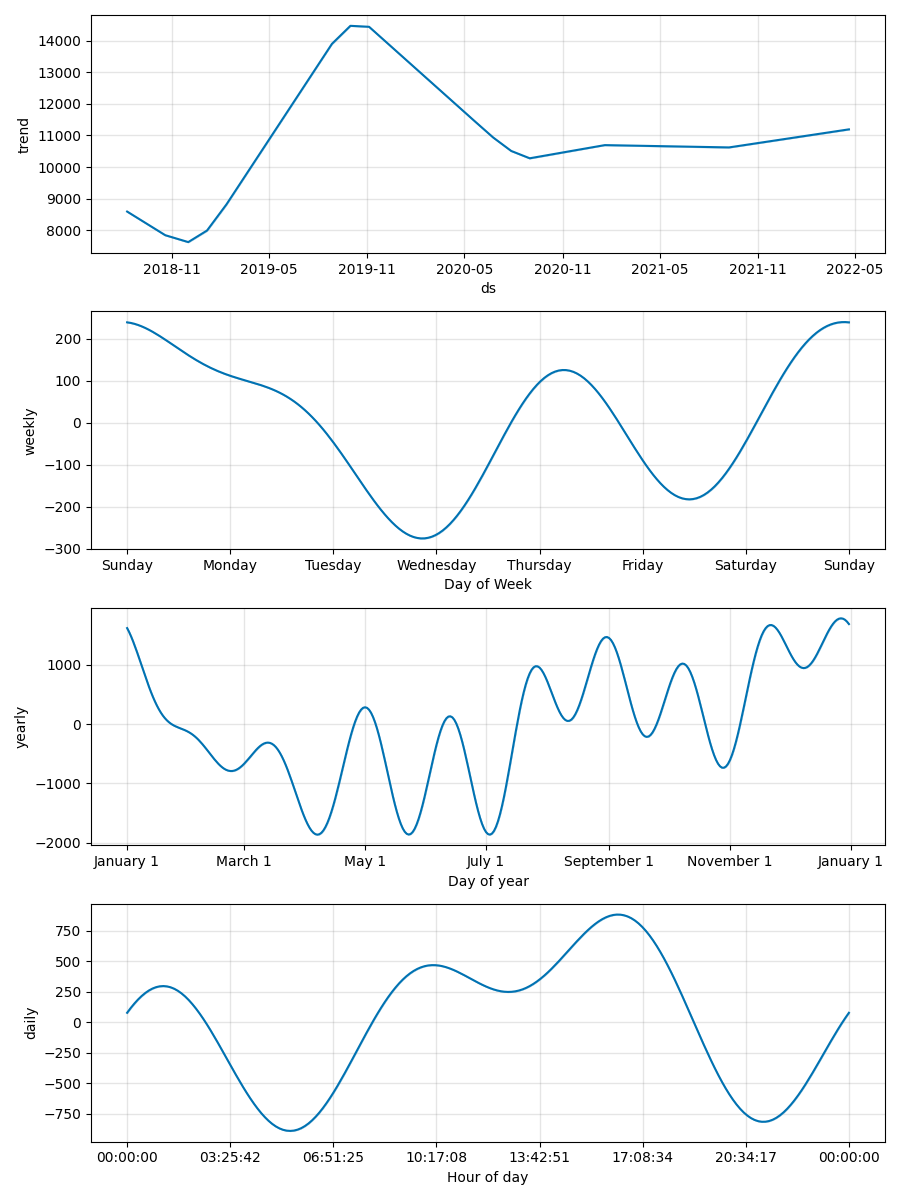 trend
14000
13000
12000
11000
10000
9000
8000
2018-11 2019-05 2019-11 2020-05 2020-11 2021-05 2021-11 2022-05
ds
weekly
200
100
0
−100
−200
−300
Sunday Monday Tuesday Wednesday Thursday Friday Saturday Sunday
Day of Week
yearly
1000
0
−1000
−2000
January 1 March 1 May 1 July 1 September 1 November 1 January 1
Day of year
daily
750
500
250
0
−250
−500
−750
00:00:00 03:25:42 06:51:25 10:17:08 13:42:51 17:08:34 20:34:17 00:00:00
Hour of day